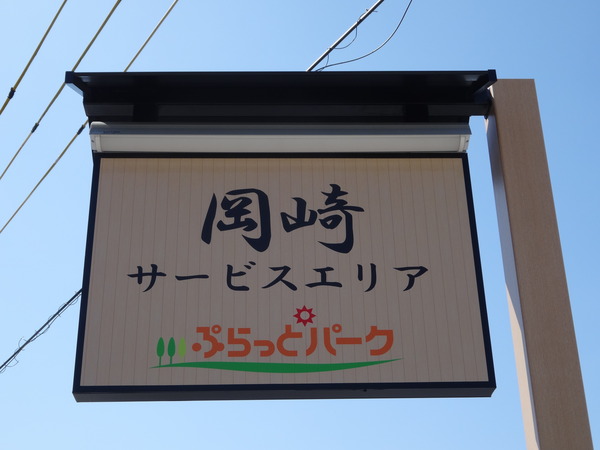 岡崎
サービスエリア
ぷらっとパーク